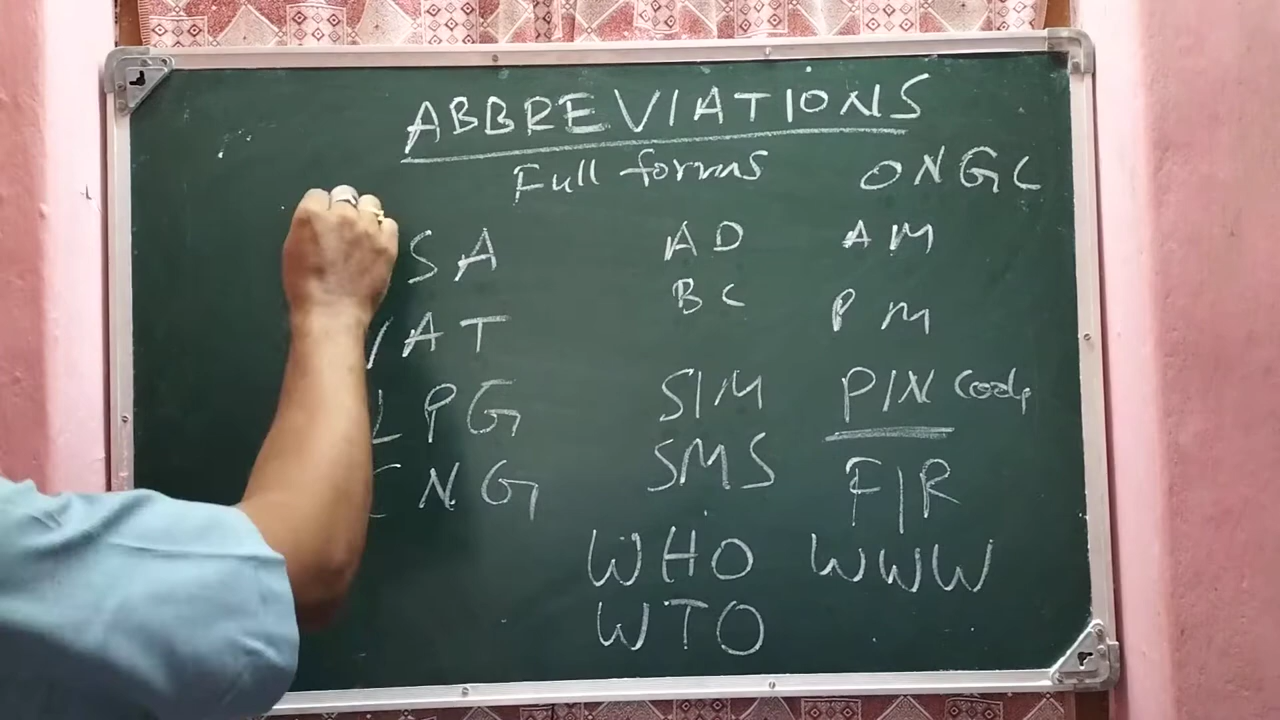 ABBREVIATIONS
Full forms
ONGC
SA
AD
AM
BC
PM
VAT
LPG
SIM
PIN Code
CNG
SMS
FIR
WHO
WWW
WTO